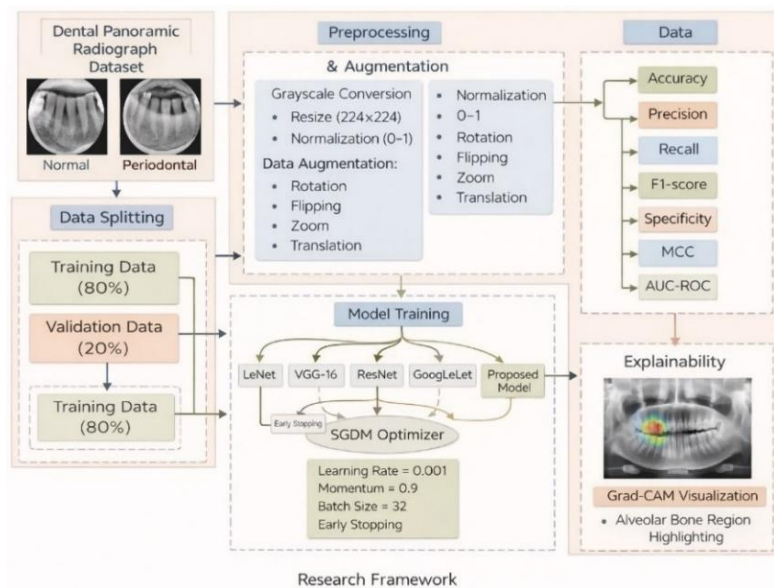 Dental Panoramic
Radiograph
Dataset
Normal
Periodontal
Data Splitting
Training Data
(80%)
Validation Data
(20%)
Training Data
(80%)
Preprocessing
& Augmentation
Grayscale Conversion
• Resize (224×224)
• Normalization (0–1)
Data Augmentation:
• Rotation
• Flipping
• Zoom
• Translation
• Normalization
• 0–1
• Rotation
• Flipping
• Zoom
• Translation
Model Training
LeNet
VGG-16
ResNet
GoogLeLet
Proposed
Model
Early Stopping
SGDM Optimizer
Learning Rate = 0.001
Momentum = 0.9
Batch Size = 32
Early Stopping
Data
Accuracy
Precision
Recall
F1-score
Specificity
MCC
AUC-ROC
Explainability
Grad-CAM Visualization
• Alveolar Bone Region
Highlighting
Research Framework